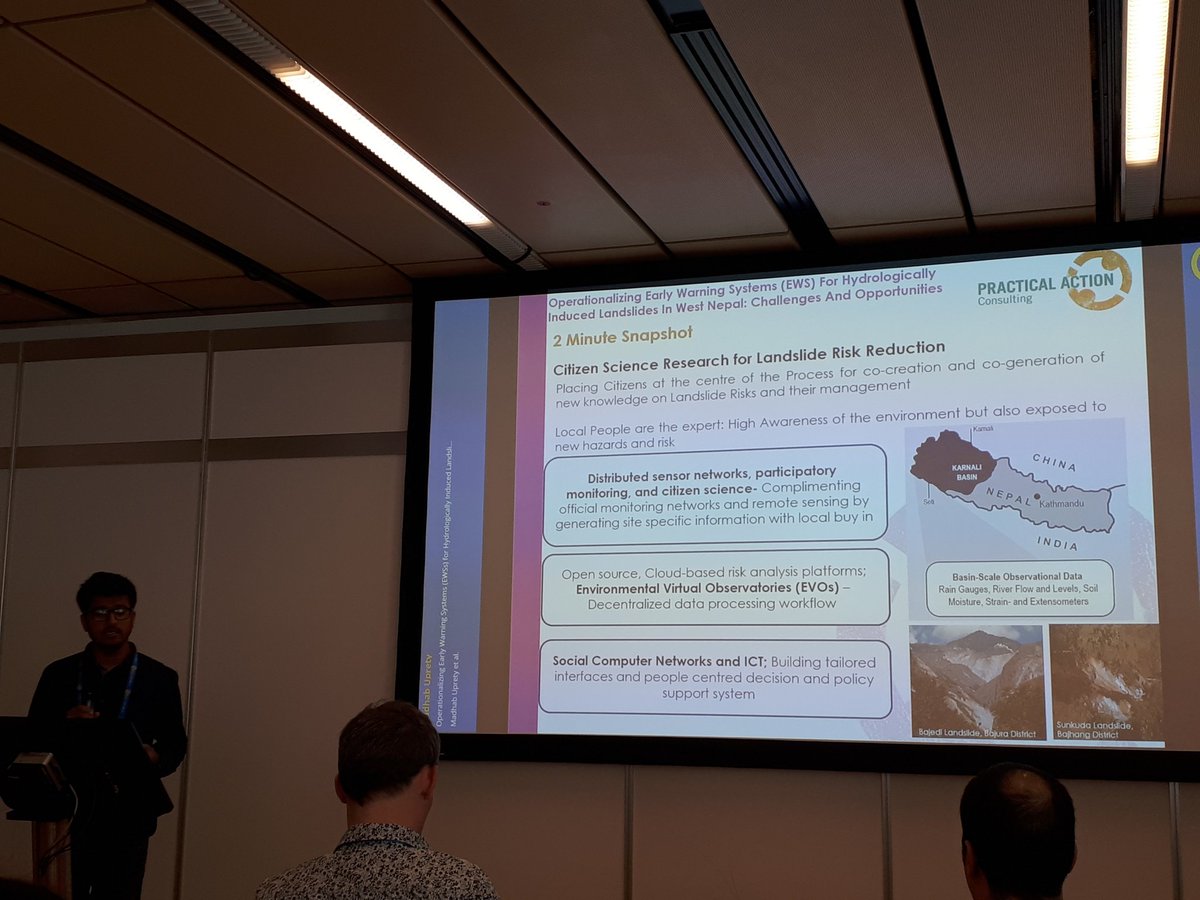 Operationalizing Early Warning Systems (EWS) For Hydrologically
Induced Landslides In West Nepal: Challenges And Opportunities
PRACTICAL ACTION
Consulting
2 Minute Snapshot
Citizen Science Research for Landslide Risk Reduction
Placing Citizens at the centre of the Process for co-creation and co-generation of
new knowledge on Landslide Risks and their management
Local People are the expert: High Awareness of the environment but also exposed to
new hazards and risk
Distributed sensor networks, participatory
monitoring, and citizen science- Complimenting
official monitoring networks and remote sensing by
generating site specific information with local buy in
Open source, Cloud-based risk analysis platforms;
Environmental Virtual Observatories (EVOs) –
Decentralized data processing workflow
Social Computer Networks and ICT; Building tailored
interfaces and people centred decision and policy
support system
Karnali
KARNALI
BASIN
CHINA
NEPAL
Kathmandu
Seti
INDIA
Basin-Scale Observational Data
Rain Gauges, River Flow and Levels, Soil
Moisture, Strain- and Extensometers
Bajedi Landslide, Bajura District
Sunkuda Landslide,
Bajhang District
dhab Uprety
Operationalizing Early Warning Systems (EWSs) for Hydrologically Induced Landsli...
Madhab Uprety et al.